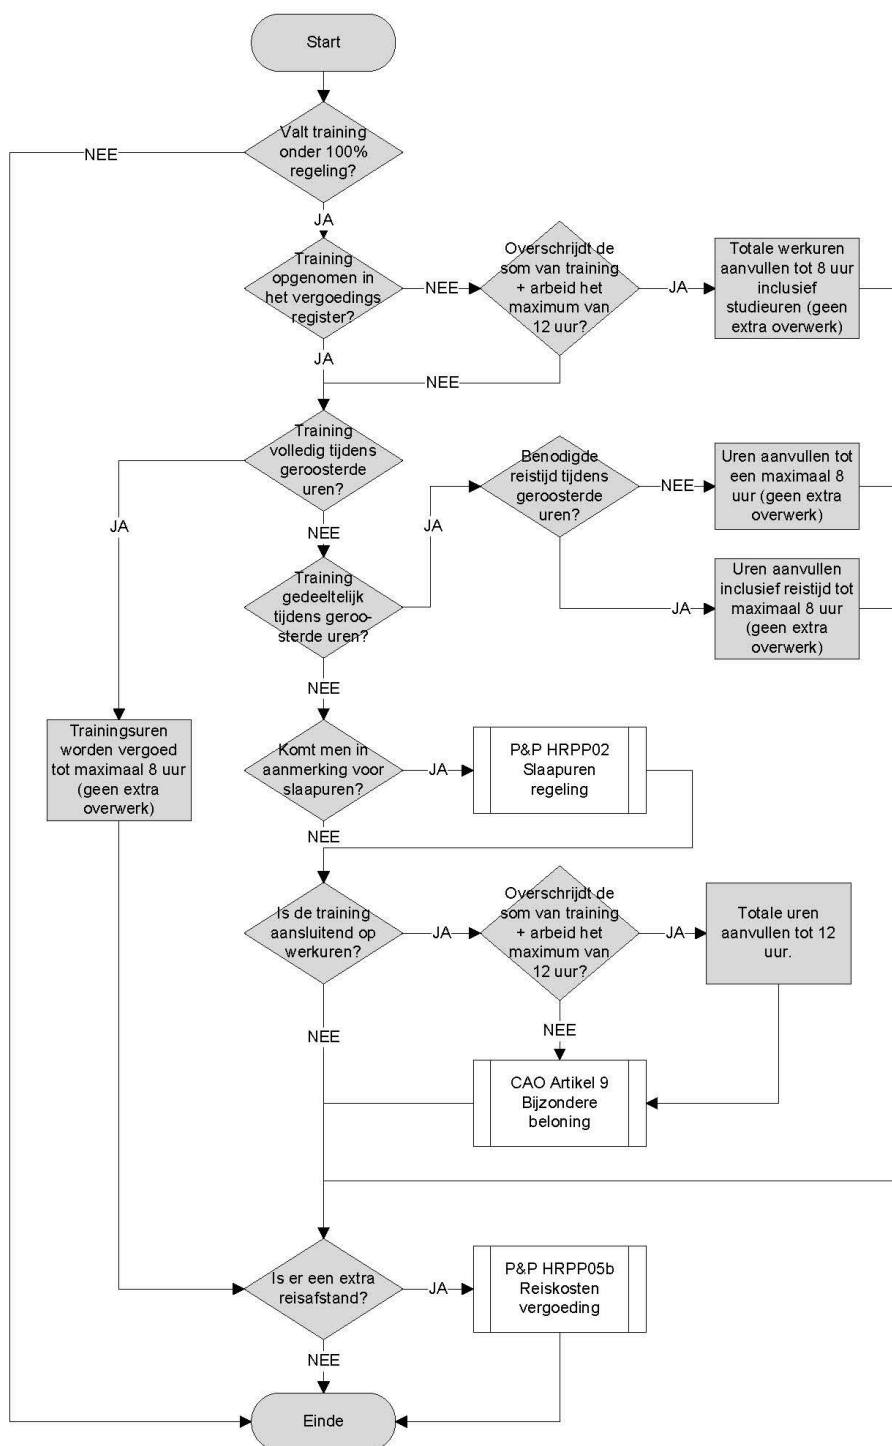 Start
Valt training
onder 100%
regeling?
NEE
JA
Training
opgenomen in
het vergoedings
register?
NEE
Overschrijdt de
som van training
+ arbeid het
maximum van
12 uur?
JA
Totale werkuren
aanvullen tot 8 uur
inclusief
studieuren (geen
extra overwerk)
JA
NEE
Training
volledig tijdens
geroosterde
uren?
JA
NEE
Benodigde
reistijd tijdens
geroosterde
uren?
NEE
Uren aanvullen tot
een maximaal 8
uur (geen extra
overwerk)
JA
Training
gedeeltelijk
tijdens geroo-
sterde uren?
JA
Uren aanvullen
inclusief reistijd tot
maximaal 8 uur
(geen extra
overwerk)
NEE
Trainingsuren
worden vergoed
tot maximaal 8 uur
(geen extra
overwerk)
Komt men in
aanmerking voor
slaapuren?
JA
P&P HRPP02
Slaapuren
regeling
NEE
Is de training
aansluitend op
werkuren?
JA
Overschrijdt de
som van training
+ arbeid het
maximum van
12 uur?
JA
Totale uren
aanvullen tot 12
uur.
NEE
NEE
CAO Artikel 9
Bijzondere
beloning
Is er een extra
reisafstand?
JA
P&P HRPP05b
Reiskosten
vergoeding
NEE
Einde